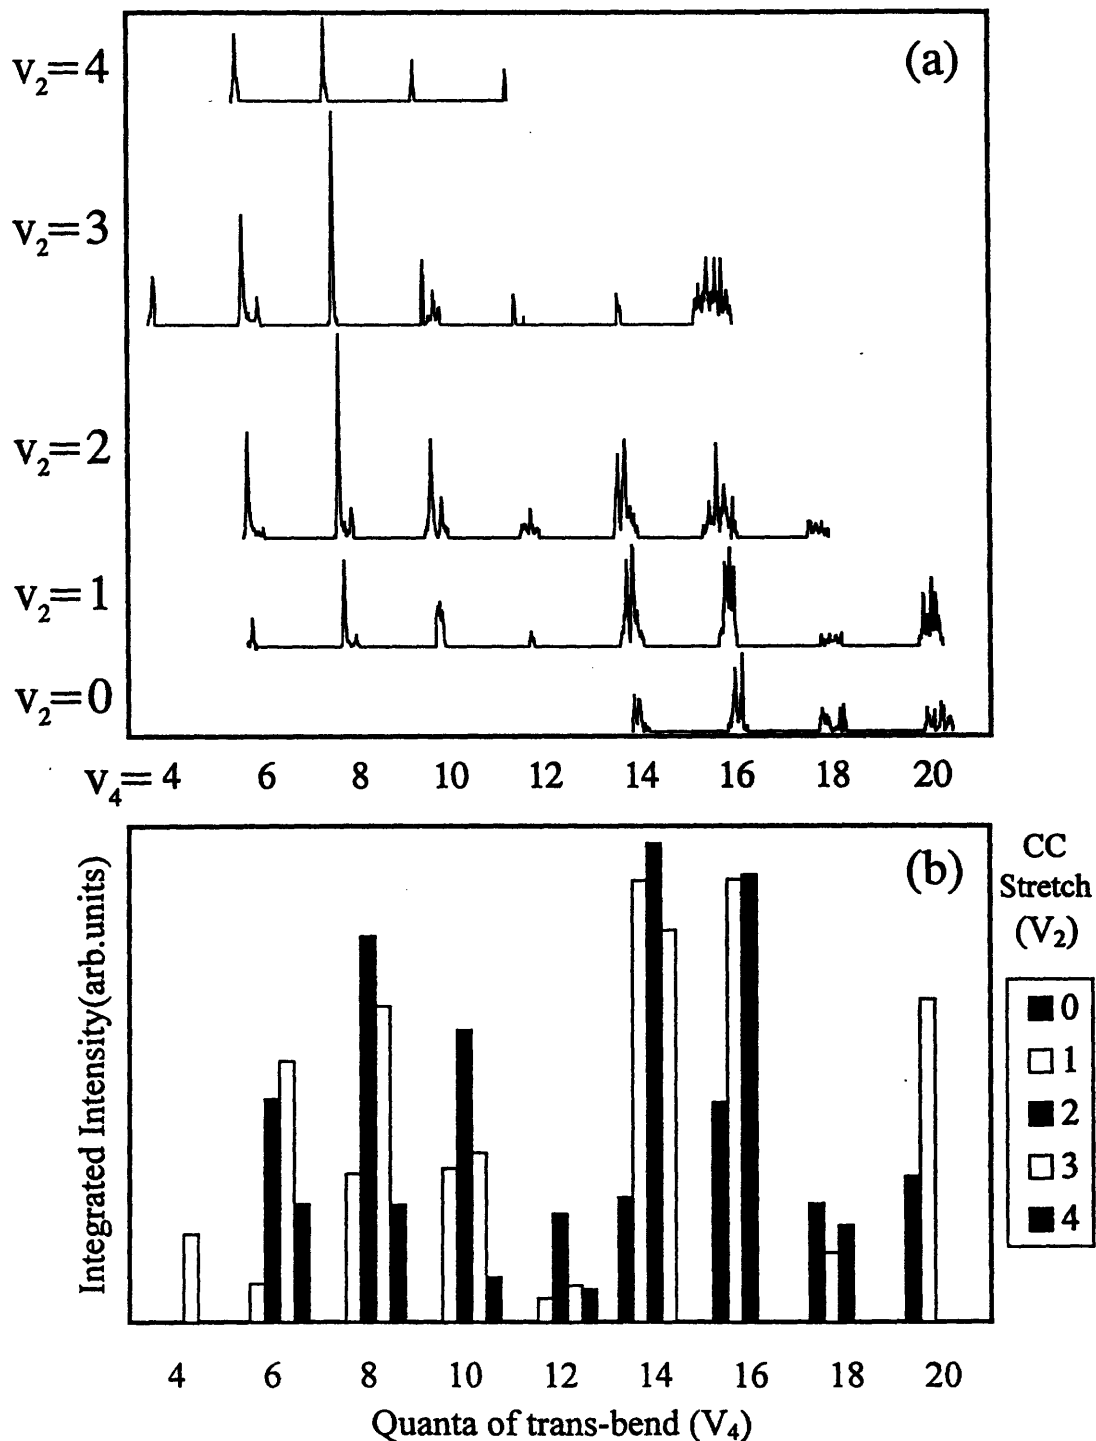 (a)
v₂=4
v₂=3
v₂=2
v₂=1
v₂=0
v₄= 4 6 8 10 12 14 16 18 20
(b)
CC
Stretch
(V₂)
0
1
2
3
4
Integrated Intensity(arb.units)
4 6 8 10 12 14 16 18 20
Quanta of trans-bend (V₄)